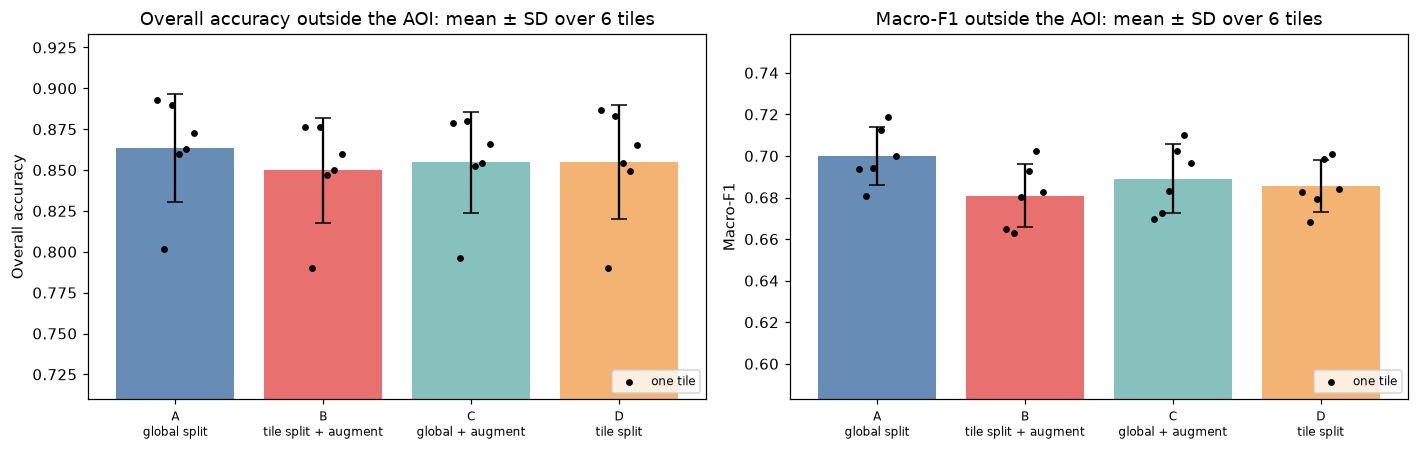 Overall accuracy outside the AOI: mean ± SD over 6 tiles
Overall accuracy
0.925
0.900
0.875
0.850
0.825
0.800
0.775
0.750
0.725
one tile
A
global split
B
tile split + augment
C
global + augment
D
tile split
Macro-F1 outside the AOI: mean ± SD over 6 tiles
Macro-F1
0.74
0.72
0.70
0.68
0.66
0.64
0.62
0.60
one tile
A
global split
B
tile split + augment
C
global + augment
D
tile split